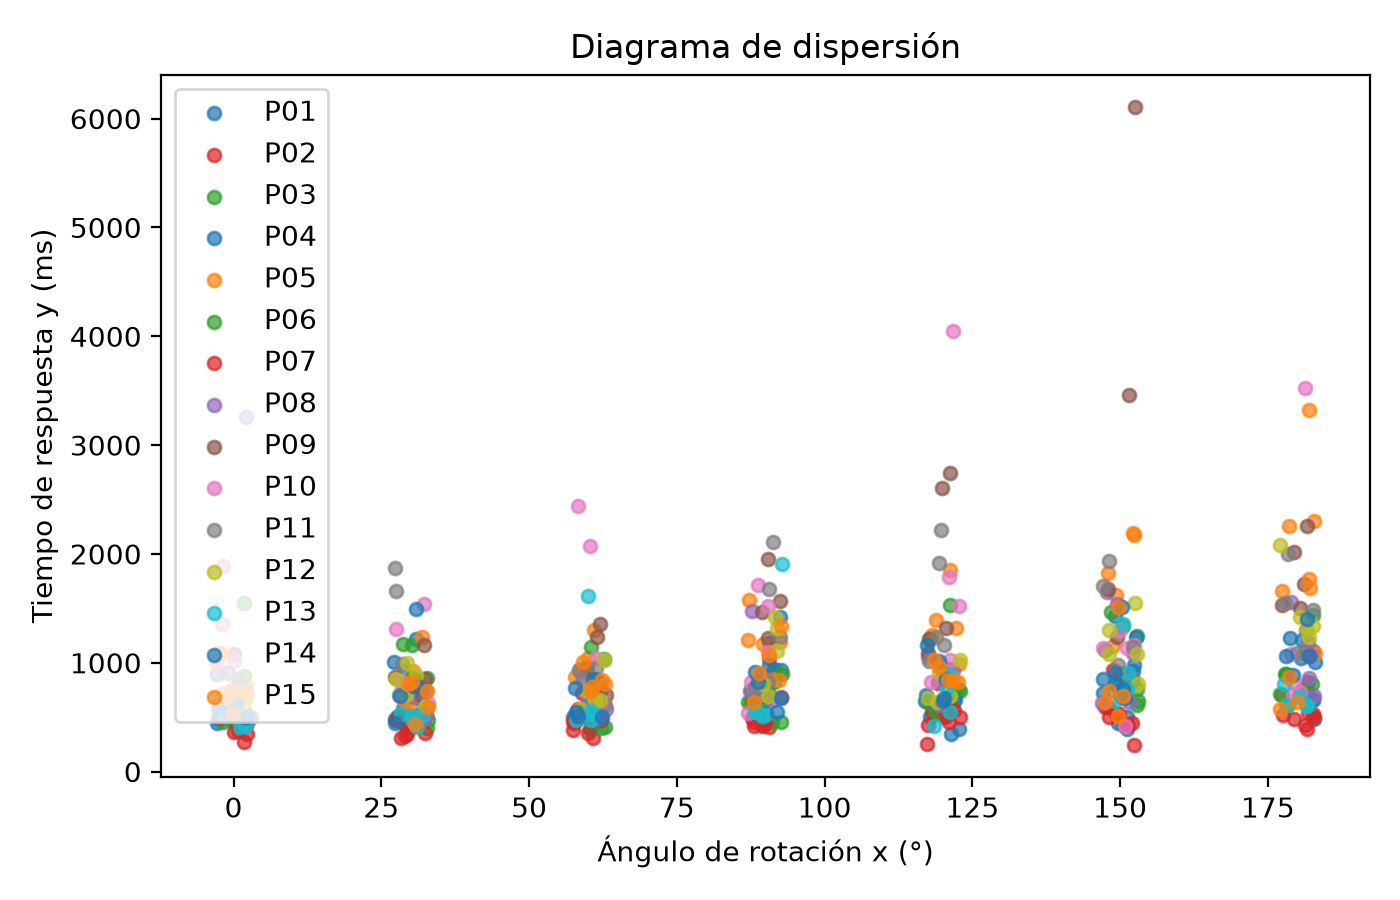 Diagrama de dispersión
Tiempo de respuesta y (ms)
6000
5000
4000
3000
2000
1000
0
P01
P02
P03
P04
P05
P06
P07
P08
P09
P10
P11
P12
P13
P14
P15
0 25 50 75 100 125 150 175
Ángulo de rotación x (°)